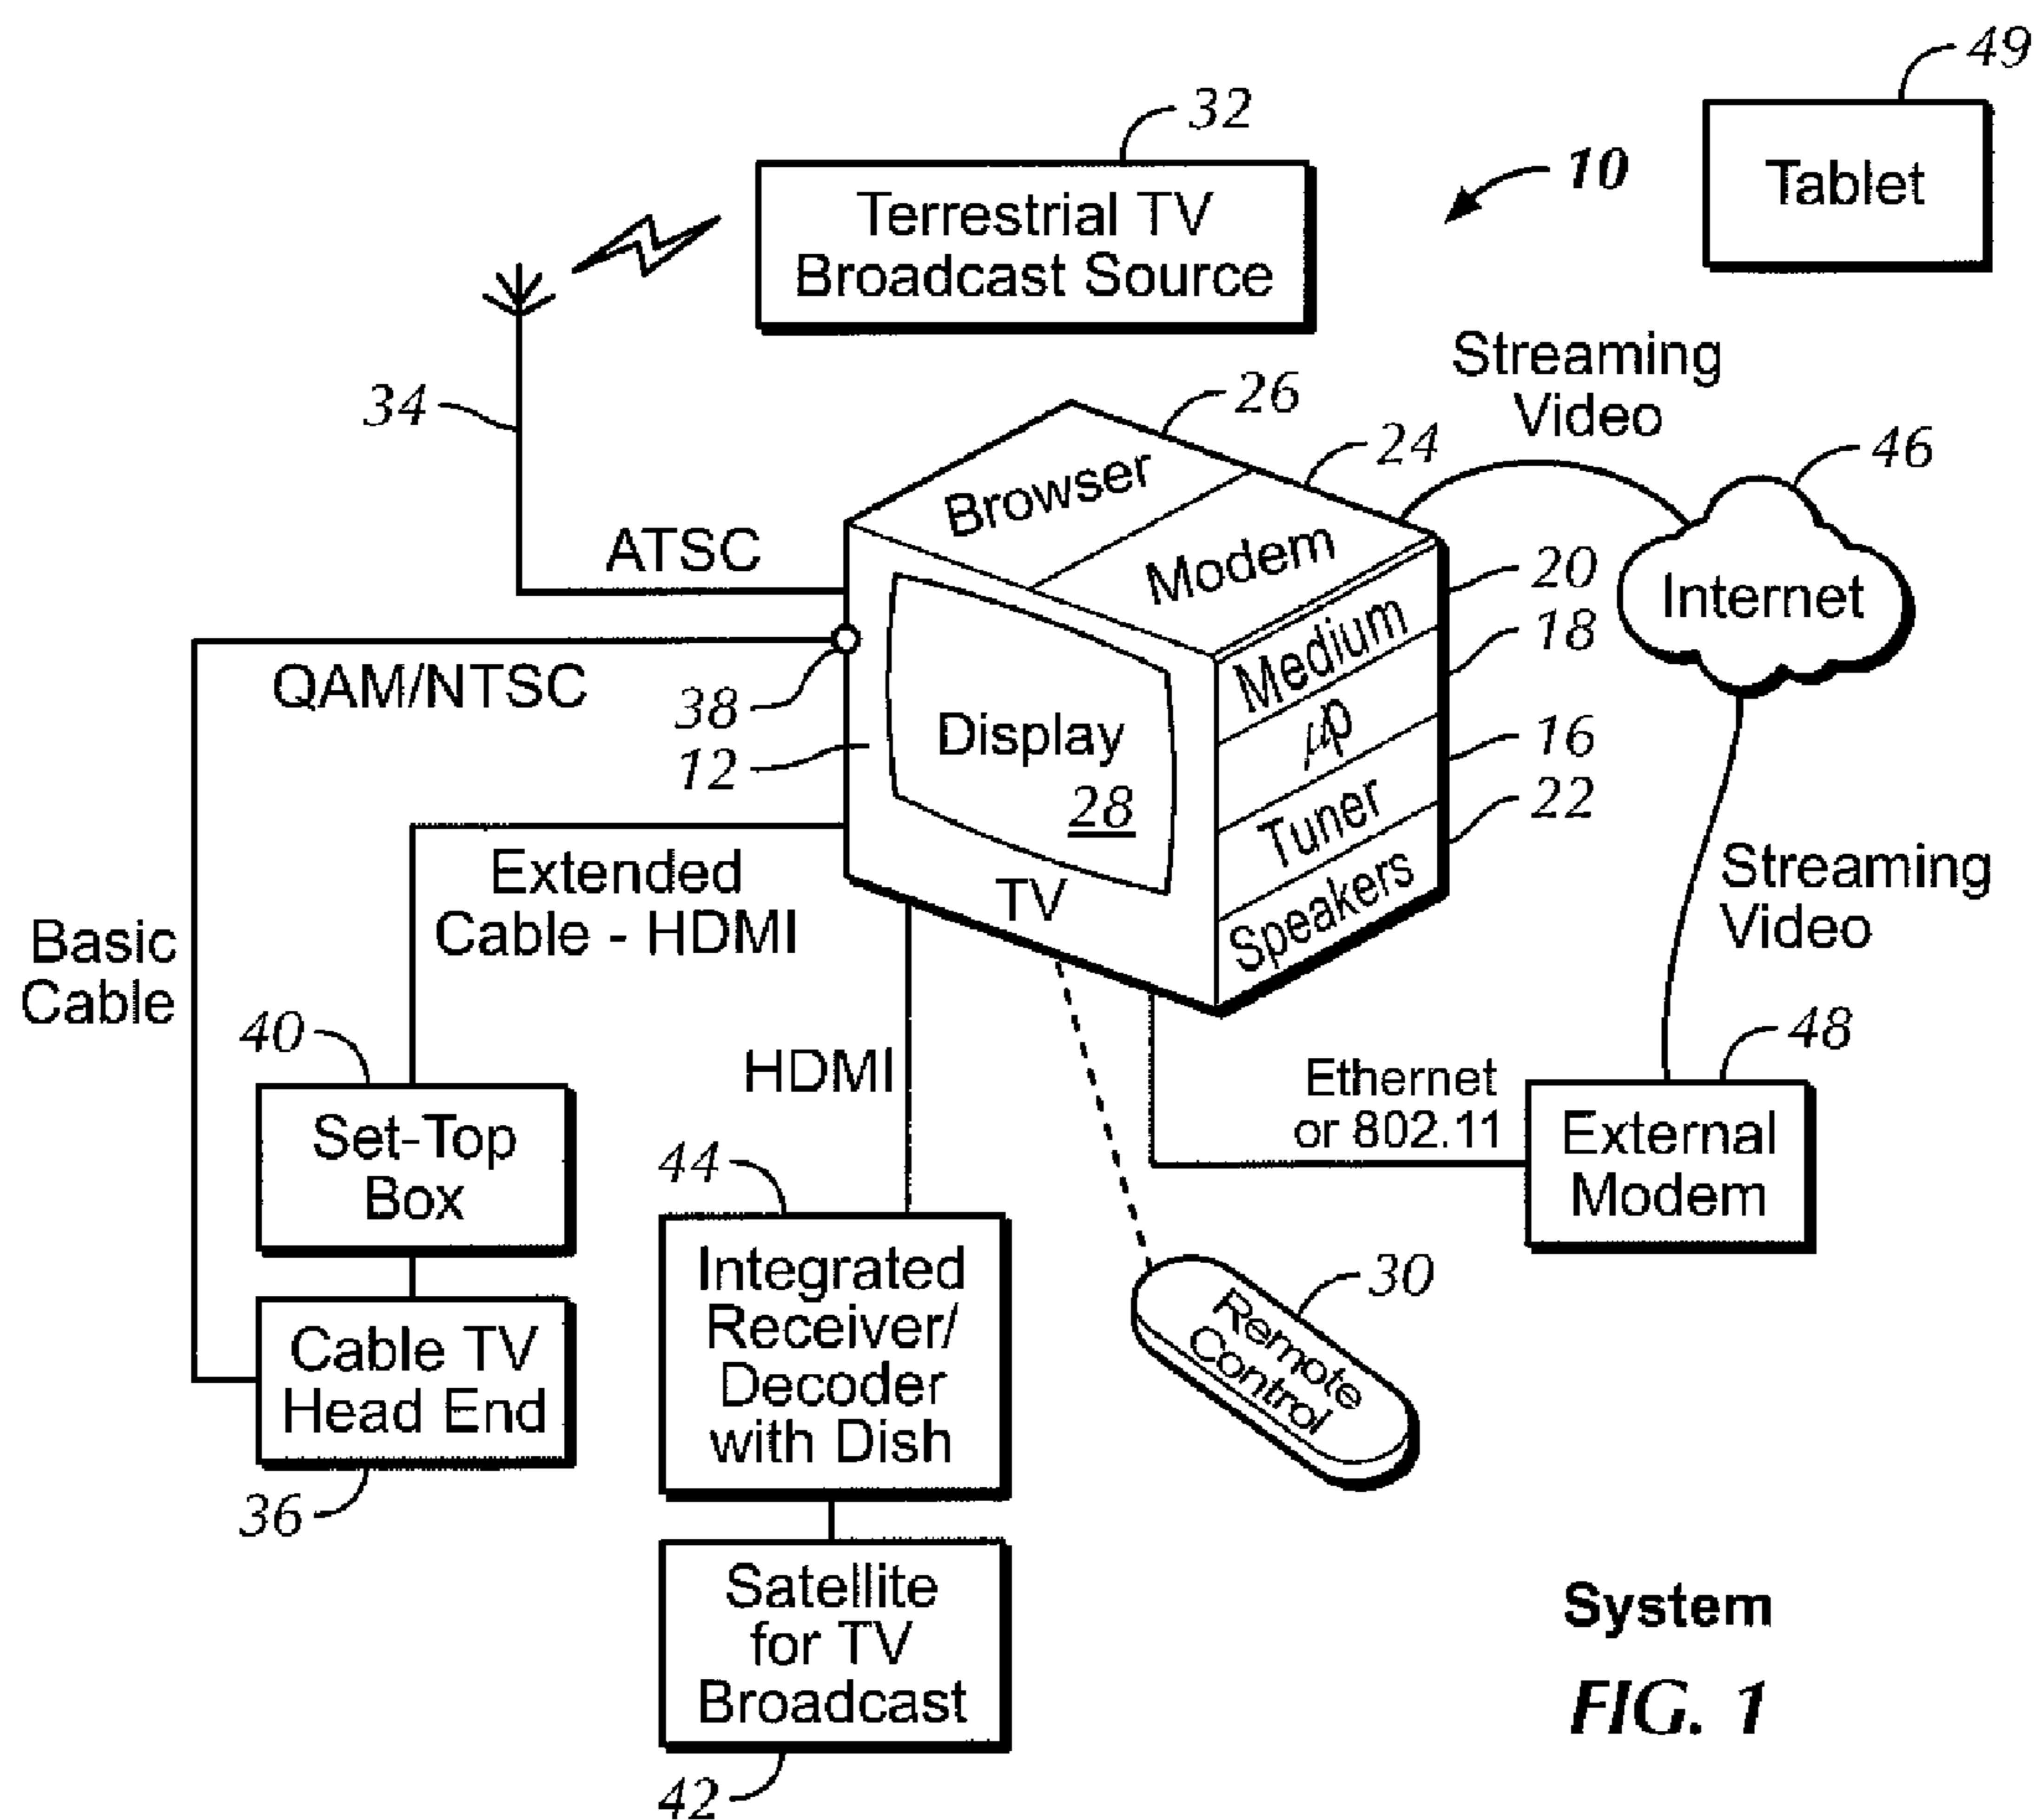 49
Tablet
10
32
Terrestrial TV
Broadcast Source
34
ATSC
QAM/NTSC
38
12
Basic
Cable
Extended
Cable - HDMI
26
24
Browser
Modem
Display
28
TV
Medium
μp
Tuner
Speakers
20
18
16
22
Streaming
Video
46
Internet
Streaming
Video
48
Ethernet
or 802.11
External
Modem
HDMI
40
Set-Top
Box
Cable TV
Head End
36
44
Integrated
Receiver/
Decoder
with Dish
Satellite
for TV
Broadcast
42
30
Remote
Control
System
FIG. 1